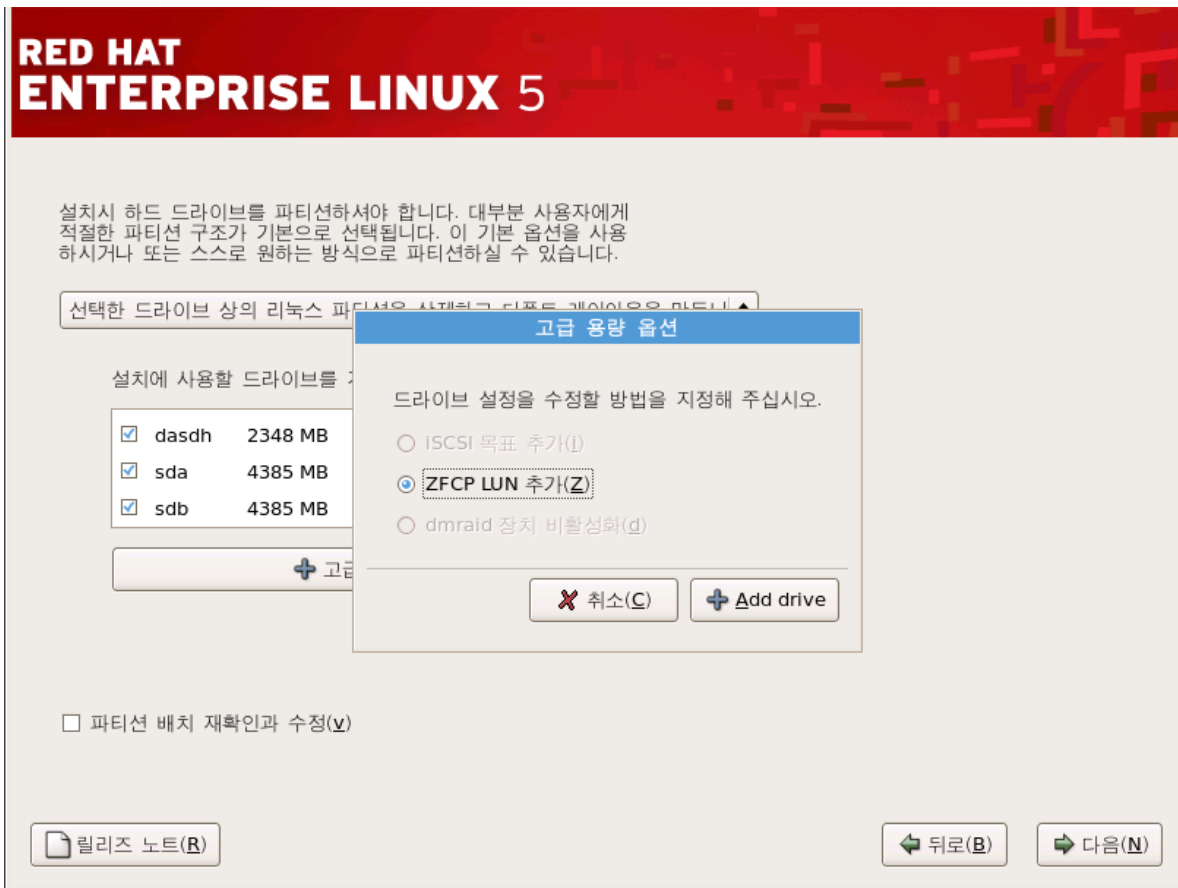 RED HAT
ENTERPRISE LINUX 5
설치시 하드 드라이브를 파티션하셔야 합니다. 대부분 사용자에게
적절한 파티션 구조가 기본으로 선택됩니다. 이 기본 옵션을 사용
하시거나 또는 스스로 원하는 방식으로 파티션하실 수 있습니다.
선택한 드라이브 상의 리눅스
고급 용량 옵션
설치에 사용할 드라이브를
드라이브 설정을 수정할 방법을 지정해 주십시오.
dasdh 2348 MB
sda 4385 MB
sdb 4385 MB
iSCSI 목표 추가(I)
ZFCP LUN 추가(Z)
dmraid 장치 비활성화(d)
고급
취소(C)
Add drive
파티션 배치 재확인과 수정(v)
릴리즈 노트(R)
뒤로(B)
다음(N)